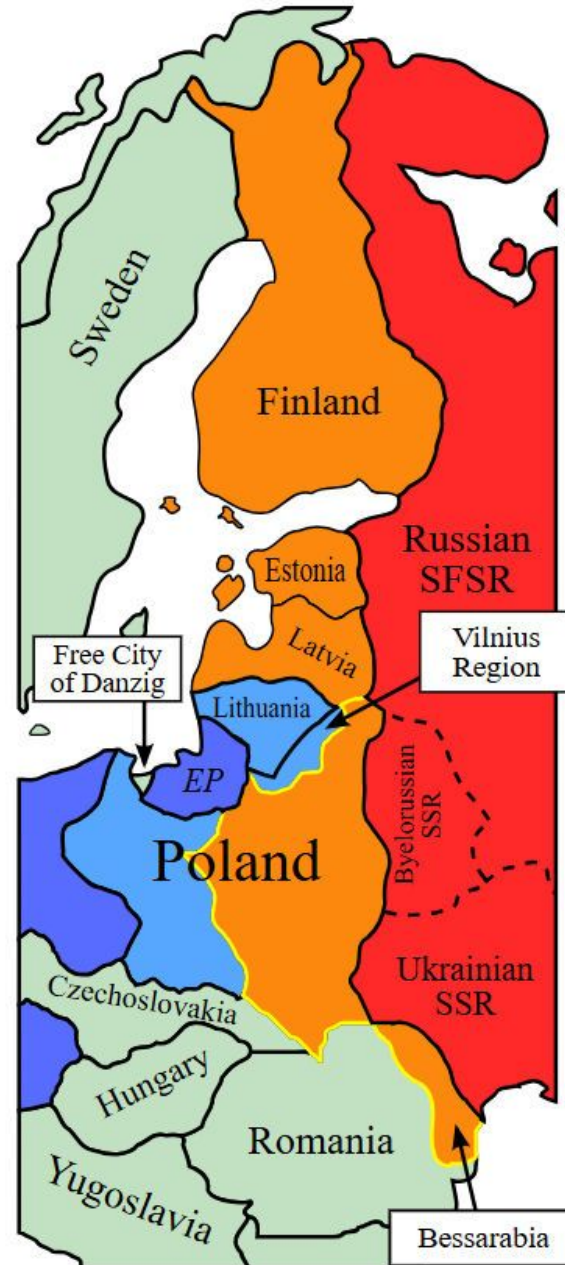 Sweden
Finland
Estonia
Russian
SFSR
Latvia
Vilnius
Region
Free City
of Danzig
Lithuania
EP
Byelorussian
SSR
Poland
Ukrainian
SSR
Czechoslovakia
Hungary
Romania
Yugoslavia
Bessarabia